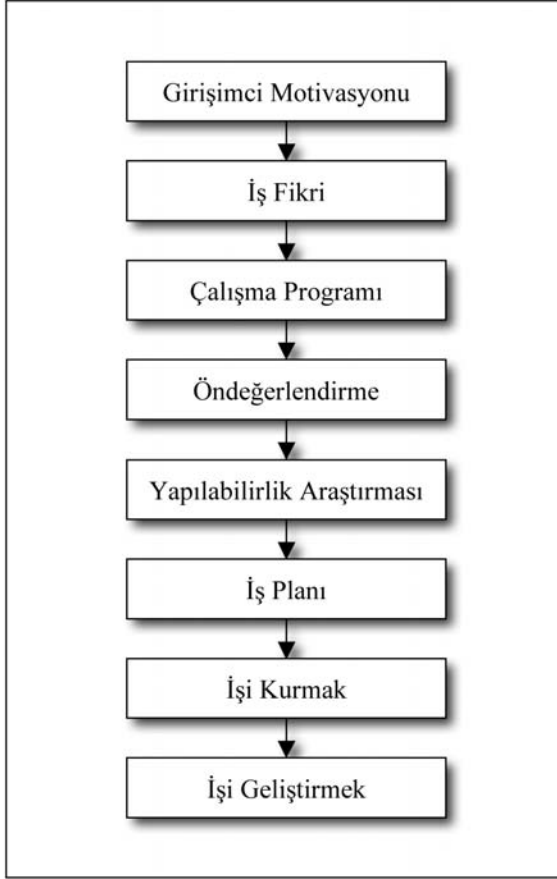 Girişimci Motivasyonu
İş Fikri
Çalışma Programı
Öndeğerlendirme
Yapılabilirlik Araştırması
İş Planı
İşi Kurmak
İşi Geliştirmek